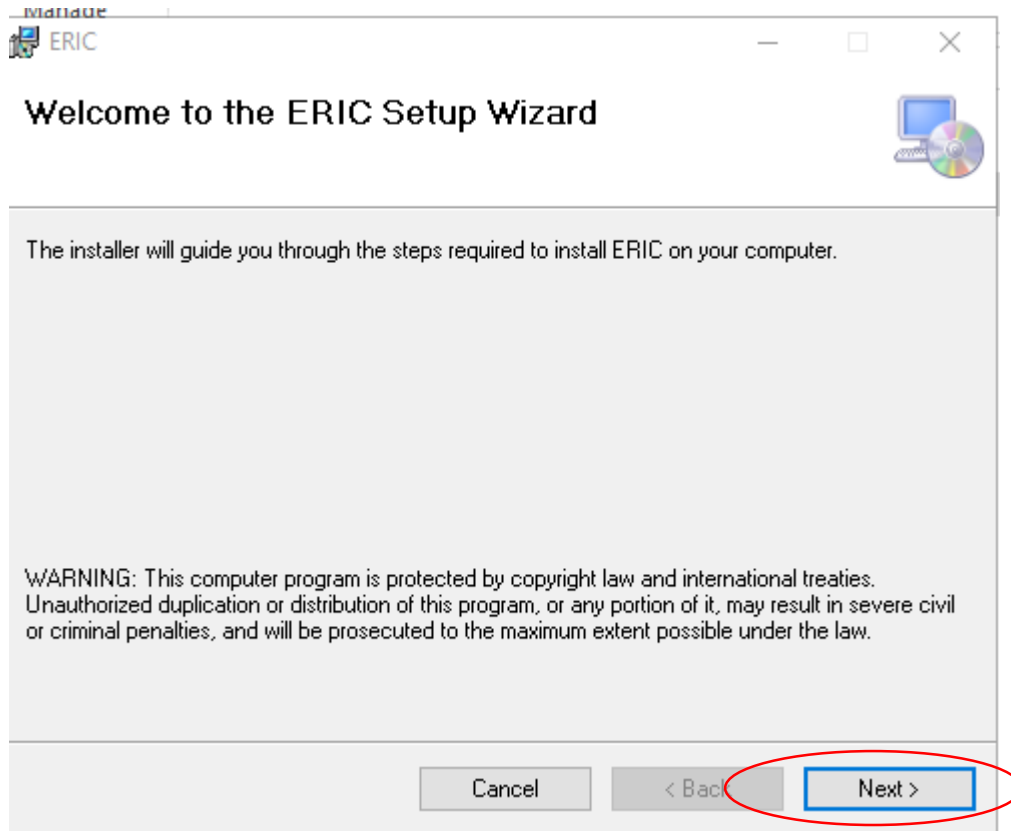 Manage
ERIC
Welcome to the ERIC Setup Wizard
The installer will guide you through the steps required to install ERIC on your computer.
WARNING: This computer program is protected by copyright law and international treaties.
Unauthorized duplication or distribution of this program, or any portion of it, may result in severe civil
or criminal penalties, and will be prosecuted to the maximum extent possible under the law.
Cancel
< Back
Next >